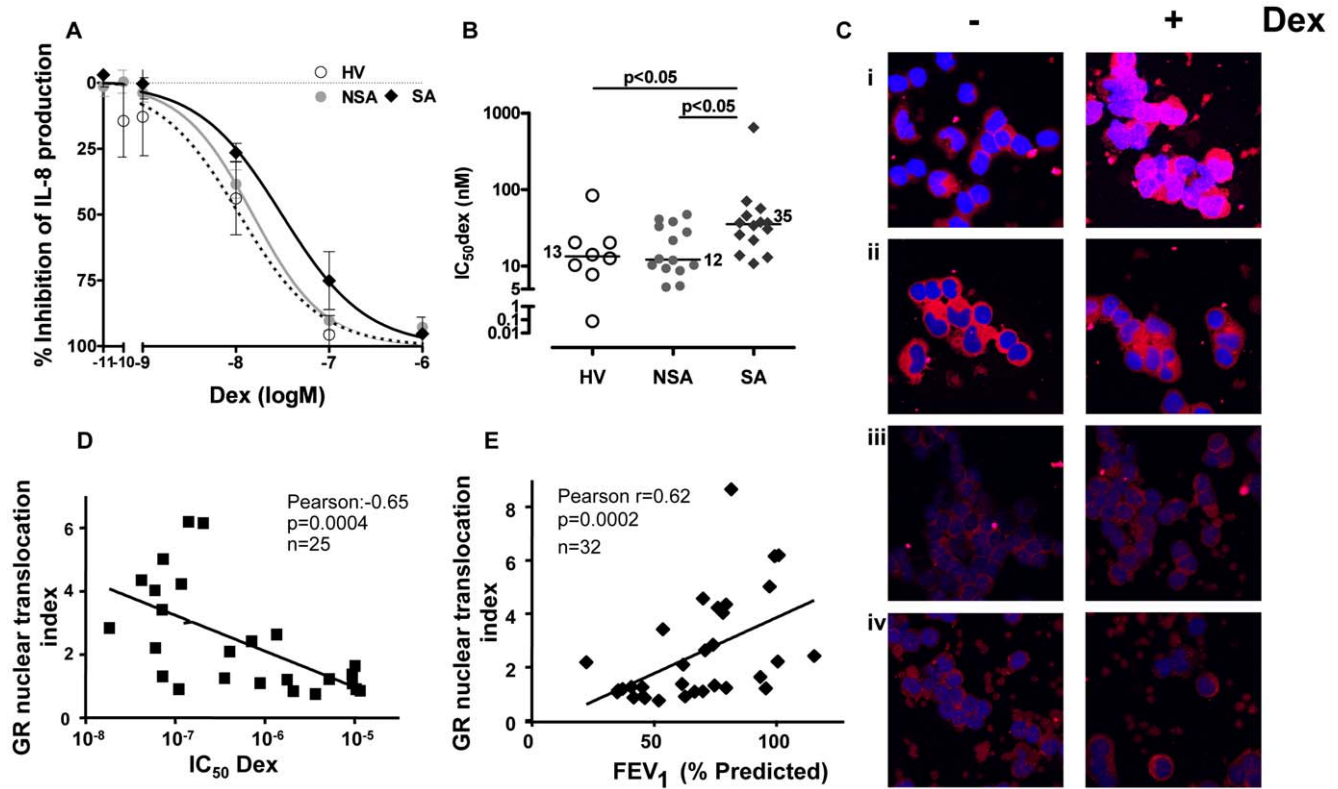 A
% Inhibition of IL-8 production
0
25
50
75
100
-11
-10
-9
-8
-7
-6
Dex (logM)
HV
NSA
SA
B
IC50dex (nM)
1000
100
10
5
0.1
0.01
p<0.05
p<0.05
13
12
35
HV
NSA
SA
C
-
+
Dex
i
ii
iii
iv
D
GR nuclear translocation
index
6
4
2
0
10-8
10-7
10-6
10-5
IC50 Dex
Pearson:-0.65
p=0.0004
n=25
E
GR nuclear translocation
index
8
6
4
2
0
0
50
100
FEV1 (% Predicted)
Pearson r=0.62
p=0.0002
n=32